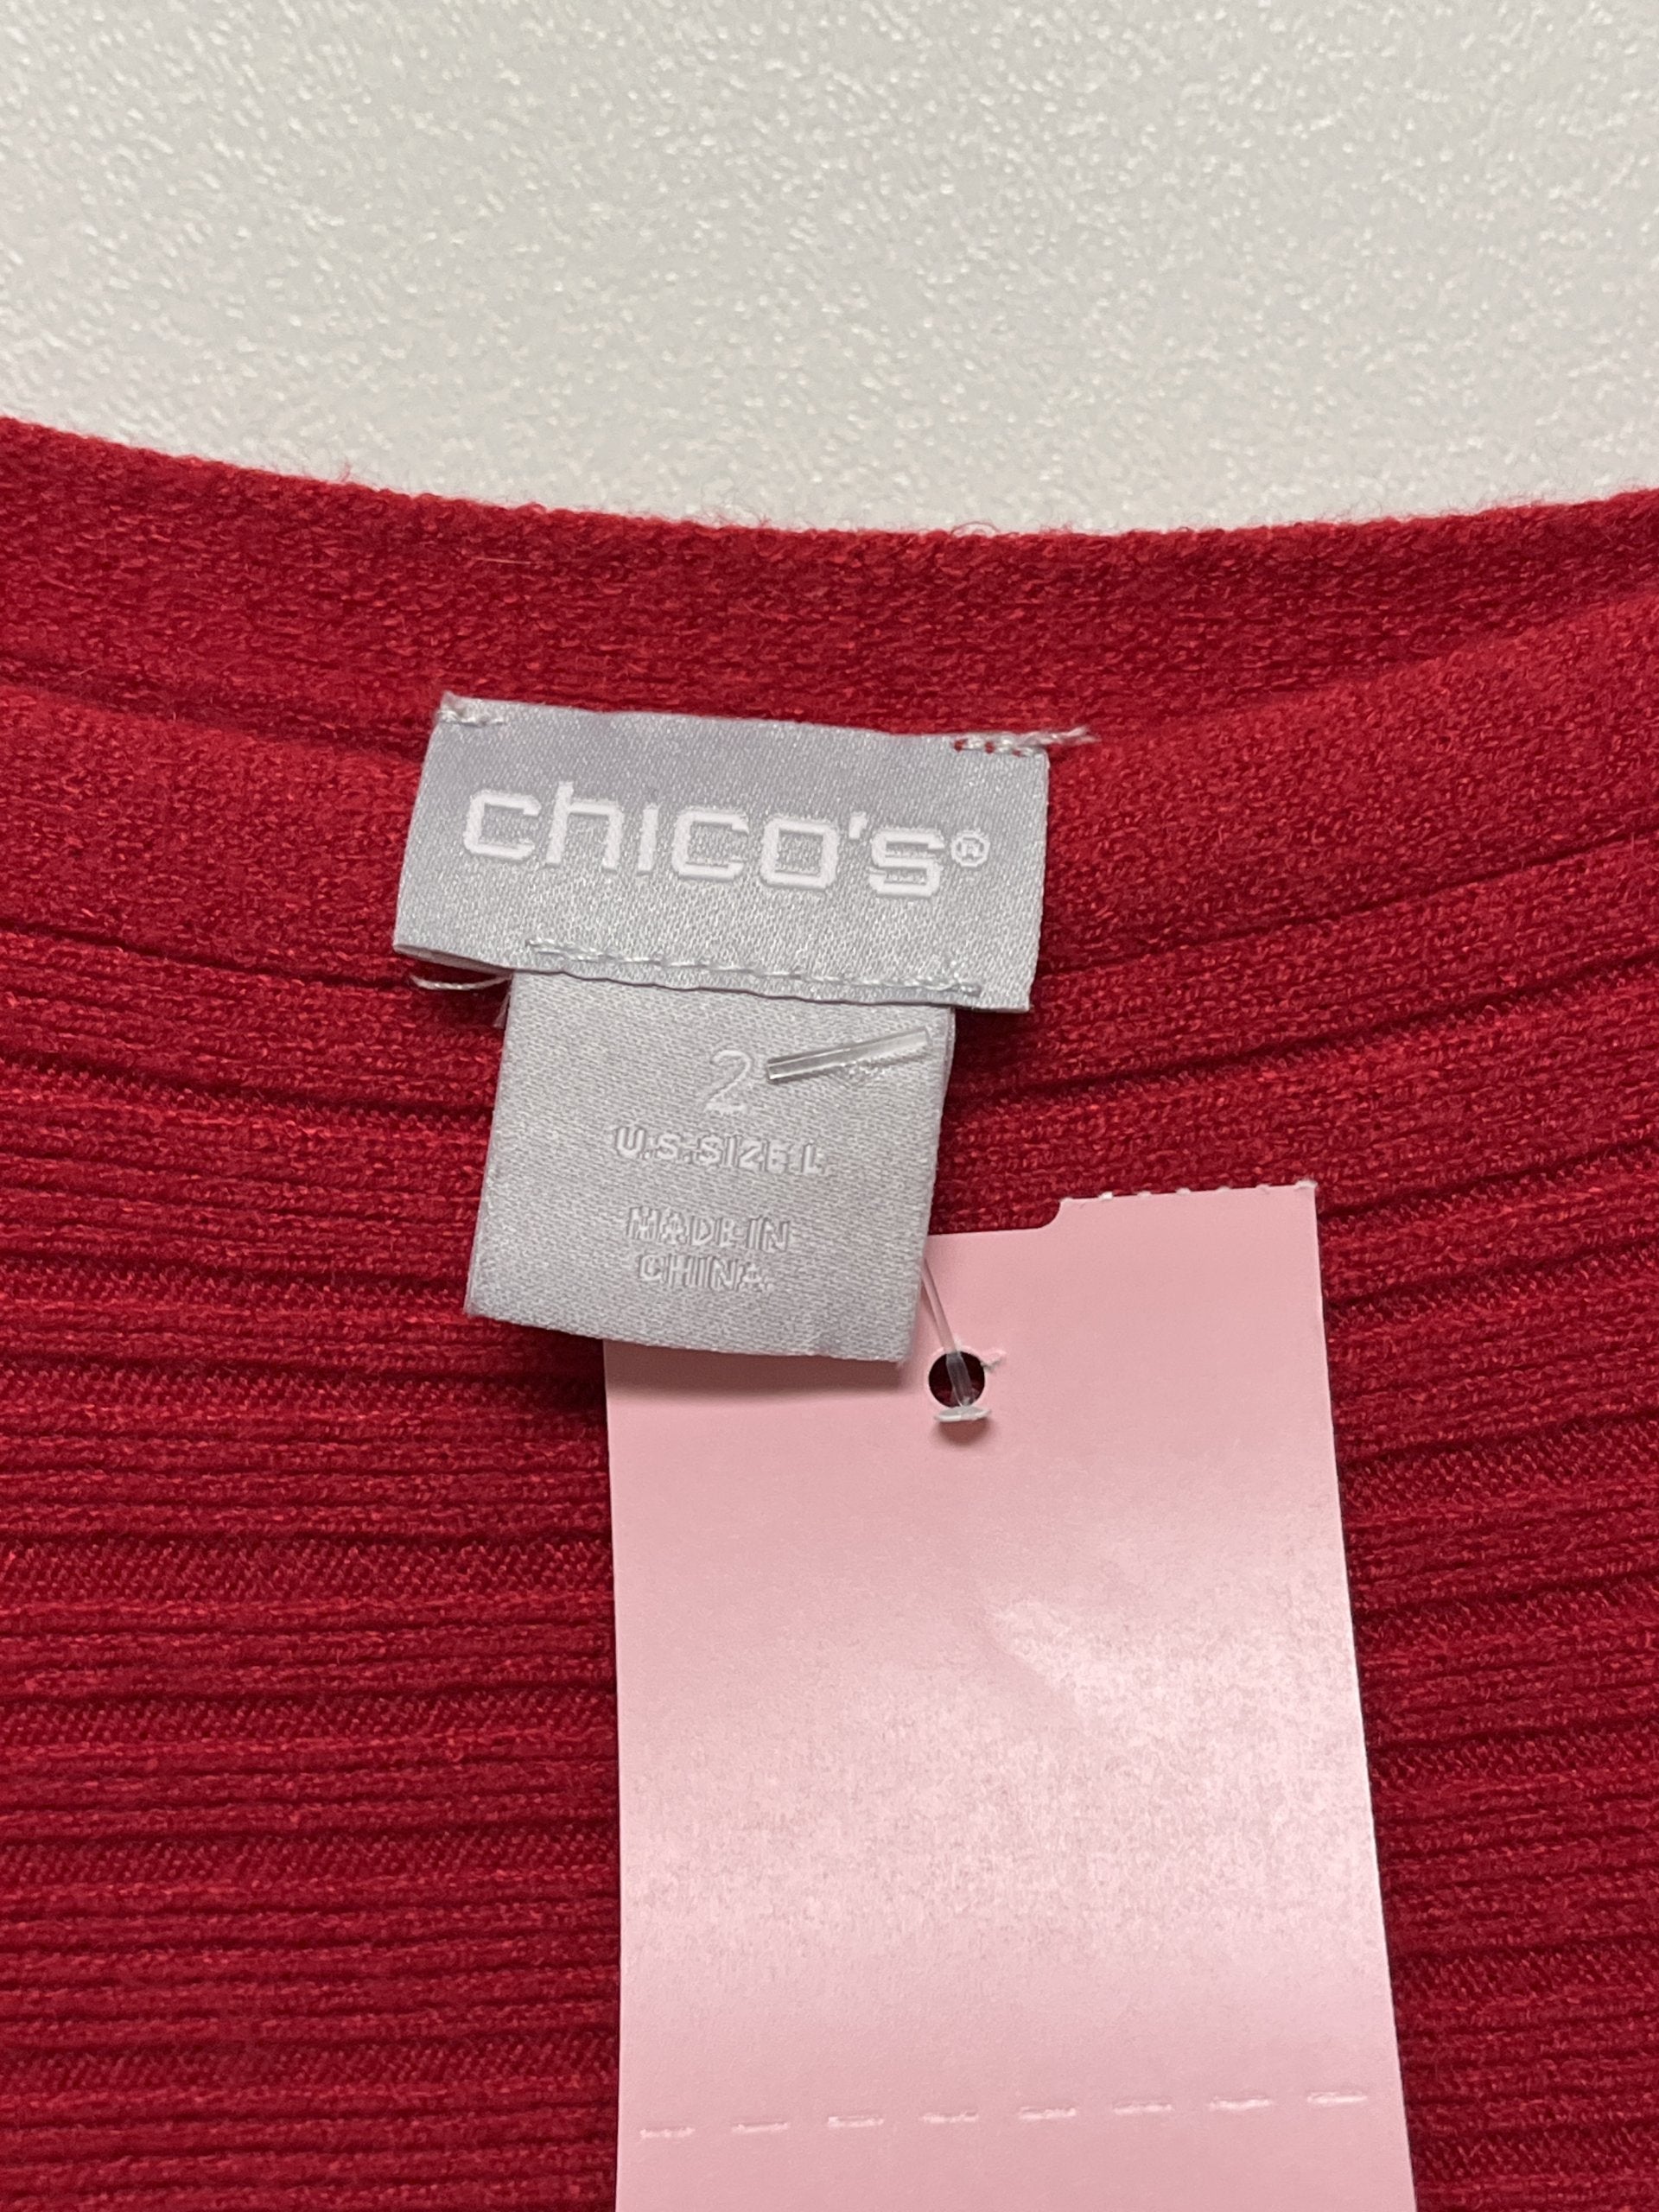 chico's®
2
U.S.SIZE L
MADE IN
CHINA